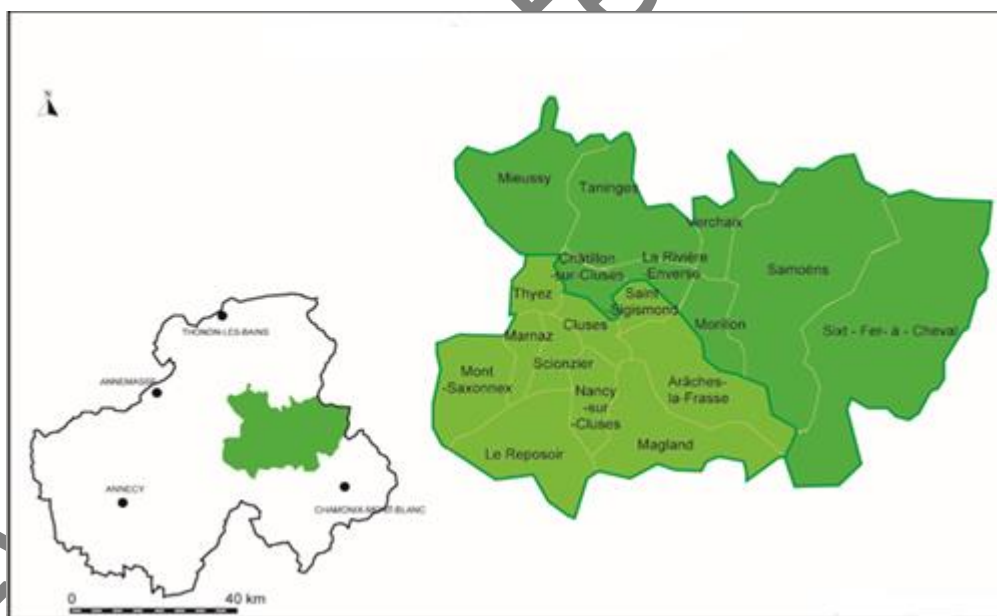 N
Mieussy
Taninges
Verchaix
Châtillon
-sur-Cluses
La Rivière
Enverse
Samoëns
Thyez
Saint
Sigismond
Cluses
Morillon
Sixt - Fer- à - Cheval
Marnaz
Scionzier
Mont
-Saxonnex
Nancy
-sur
-Cluses
Arâches-
la-Frasse
Le Reposoir
Magland
THONON-LES-BAINS
ANNEMASSE
ANNECY
CHAMONIX-MONT-BLANC
0 40 km